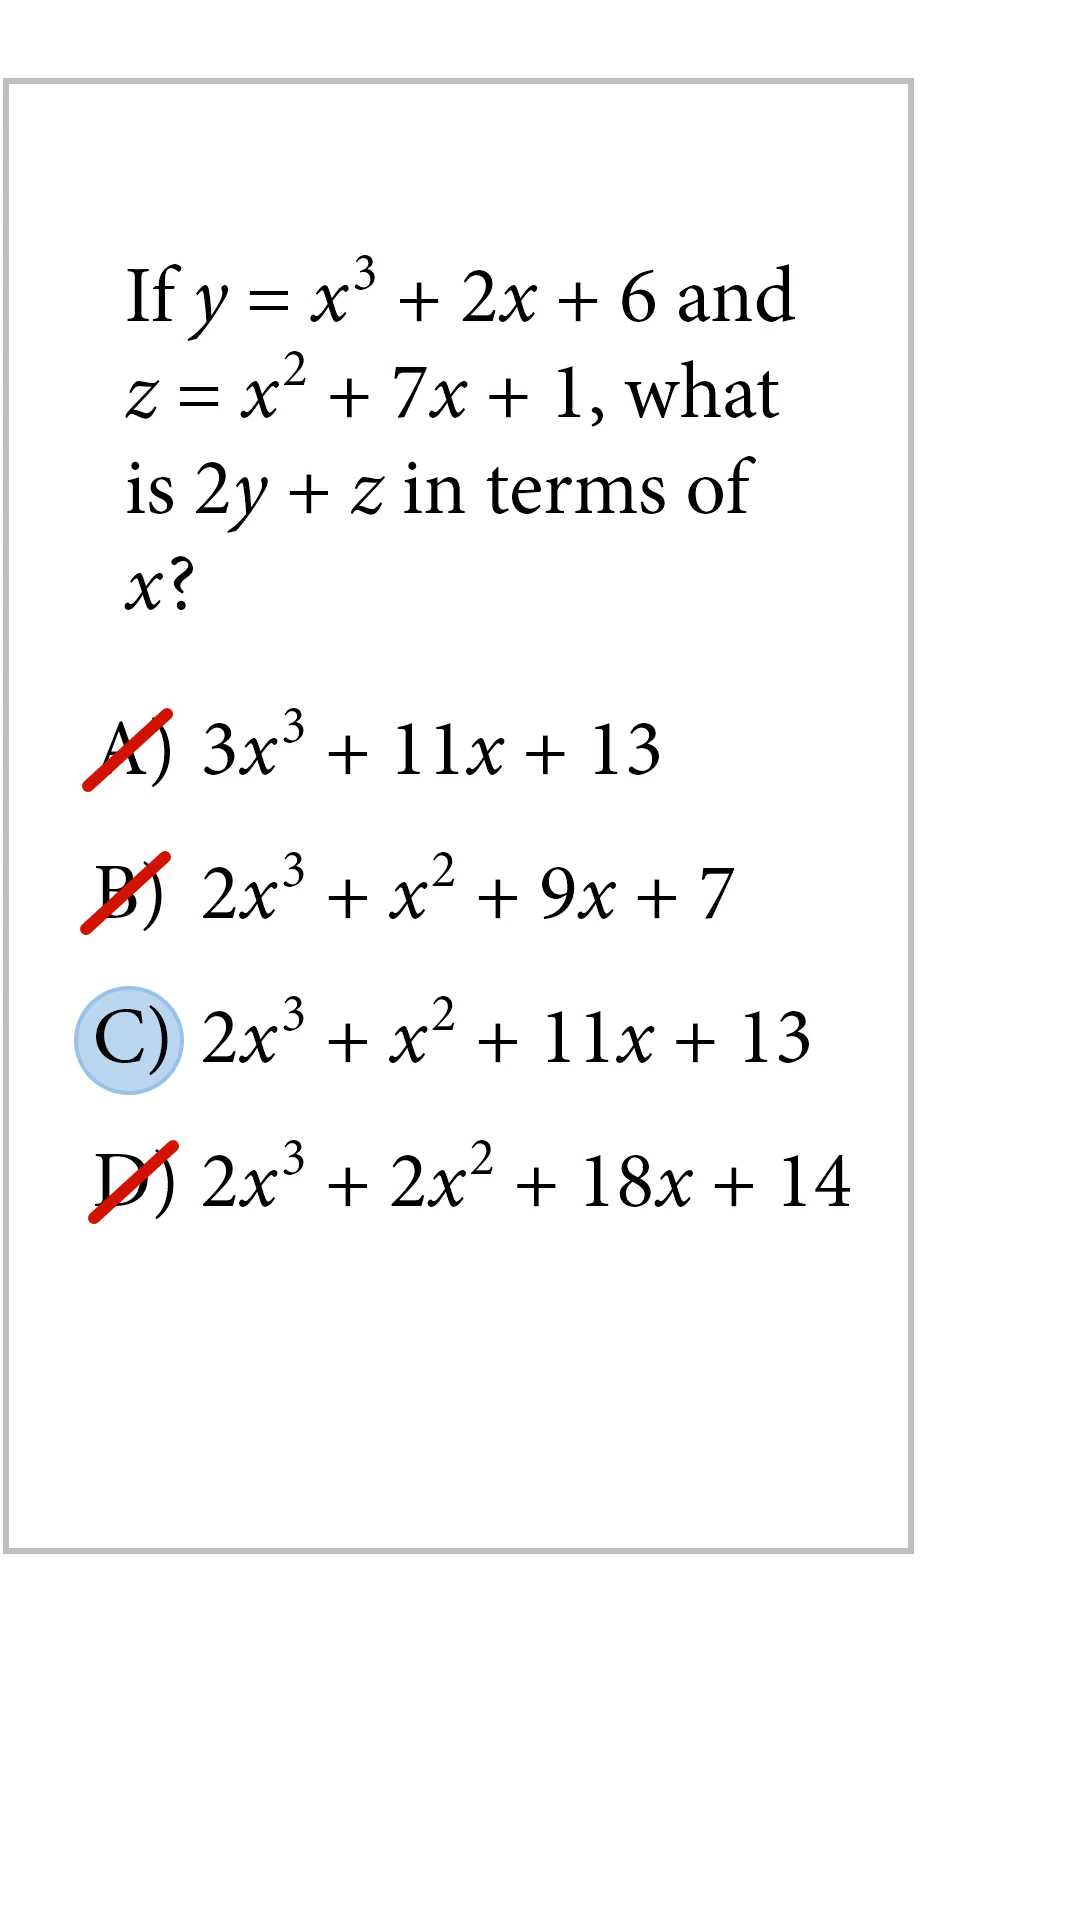 If y = x³ + 2x + 6 and
z = x² + 7x + 1, what
is 2y + z in terms of
x?
A) 3x³ + 11x + 13
B) 2x³ + x² + 9x + 7
C) 2x³ + x² + 11x + 13
D) 2x³ + 2x² + 18x + 14